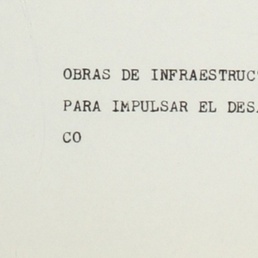 OBRAS DE INFRAESTRUC
PARA IMPULSAR EL DES
CO